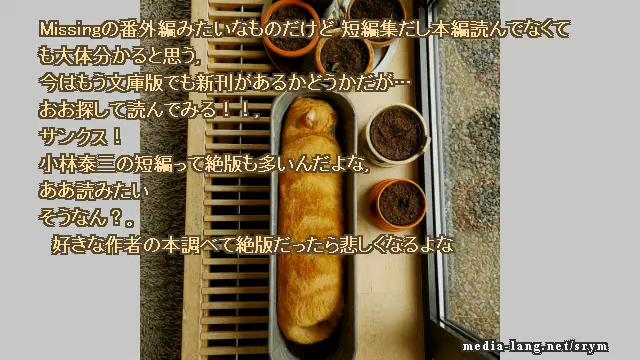 Missingの番外編みたいなものだけど 短編集だし本編読んでなくて
も大体分かると思う,
今はもう文庫版でも新刊があるかどうかだが…
おお探して読んでみる！！,
サンクス！
小林泰三の短編って絶版も多いんだよな,
ああ読みたい
そうなん？。
好きな作者の本調べて絶版だったら悲しくなるよな
media-lang.net/srym